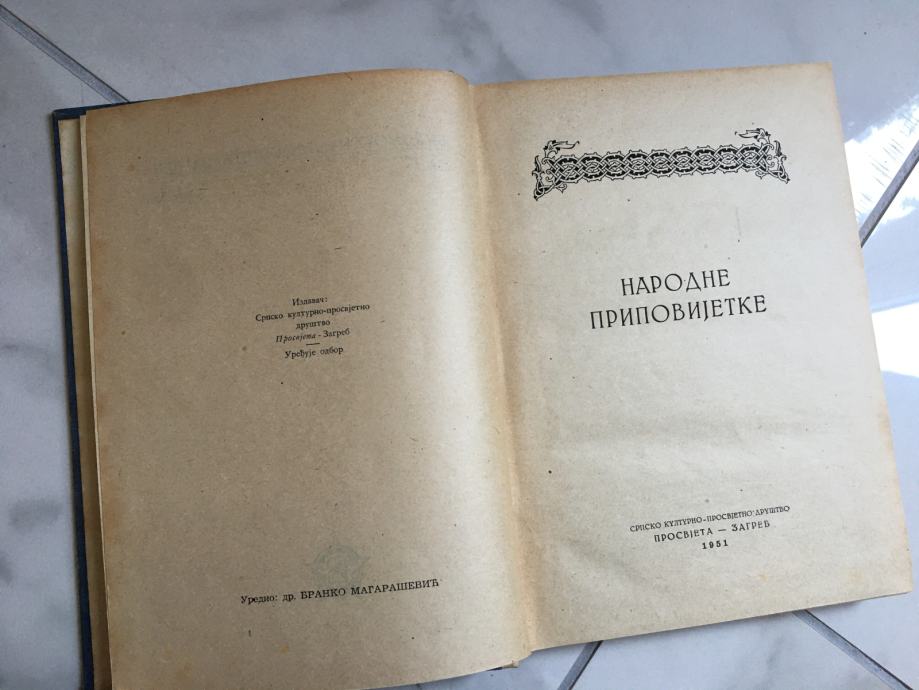 Издавач:
Српско културно-просвјетно
друштво
Просвјета - Загреб
Уређује одбор
Уредио: др. БРАНКО МАГАРАШЕВИЋ
НАРОДНЕ
ПРИПОВИЈЕТКЕ
СРПСКО КУЛТУРНО-ПРОСВЈЕТНО ДРУШТВО
ПРОСВЈЕТА — ЗАГРЕБ
1951